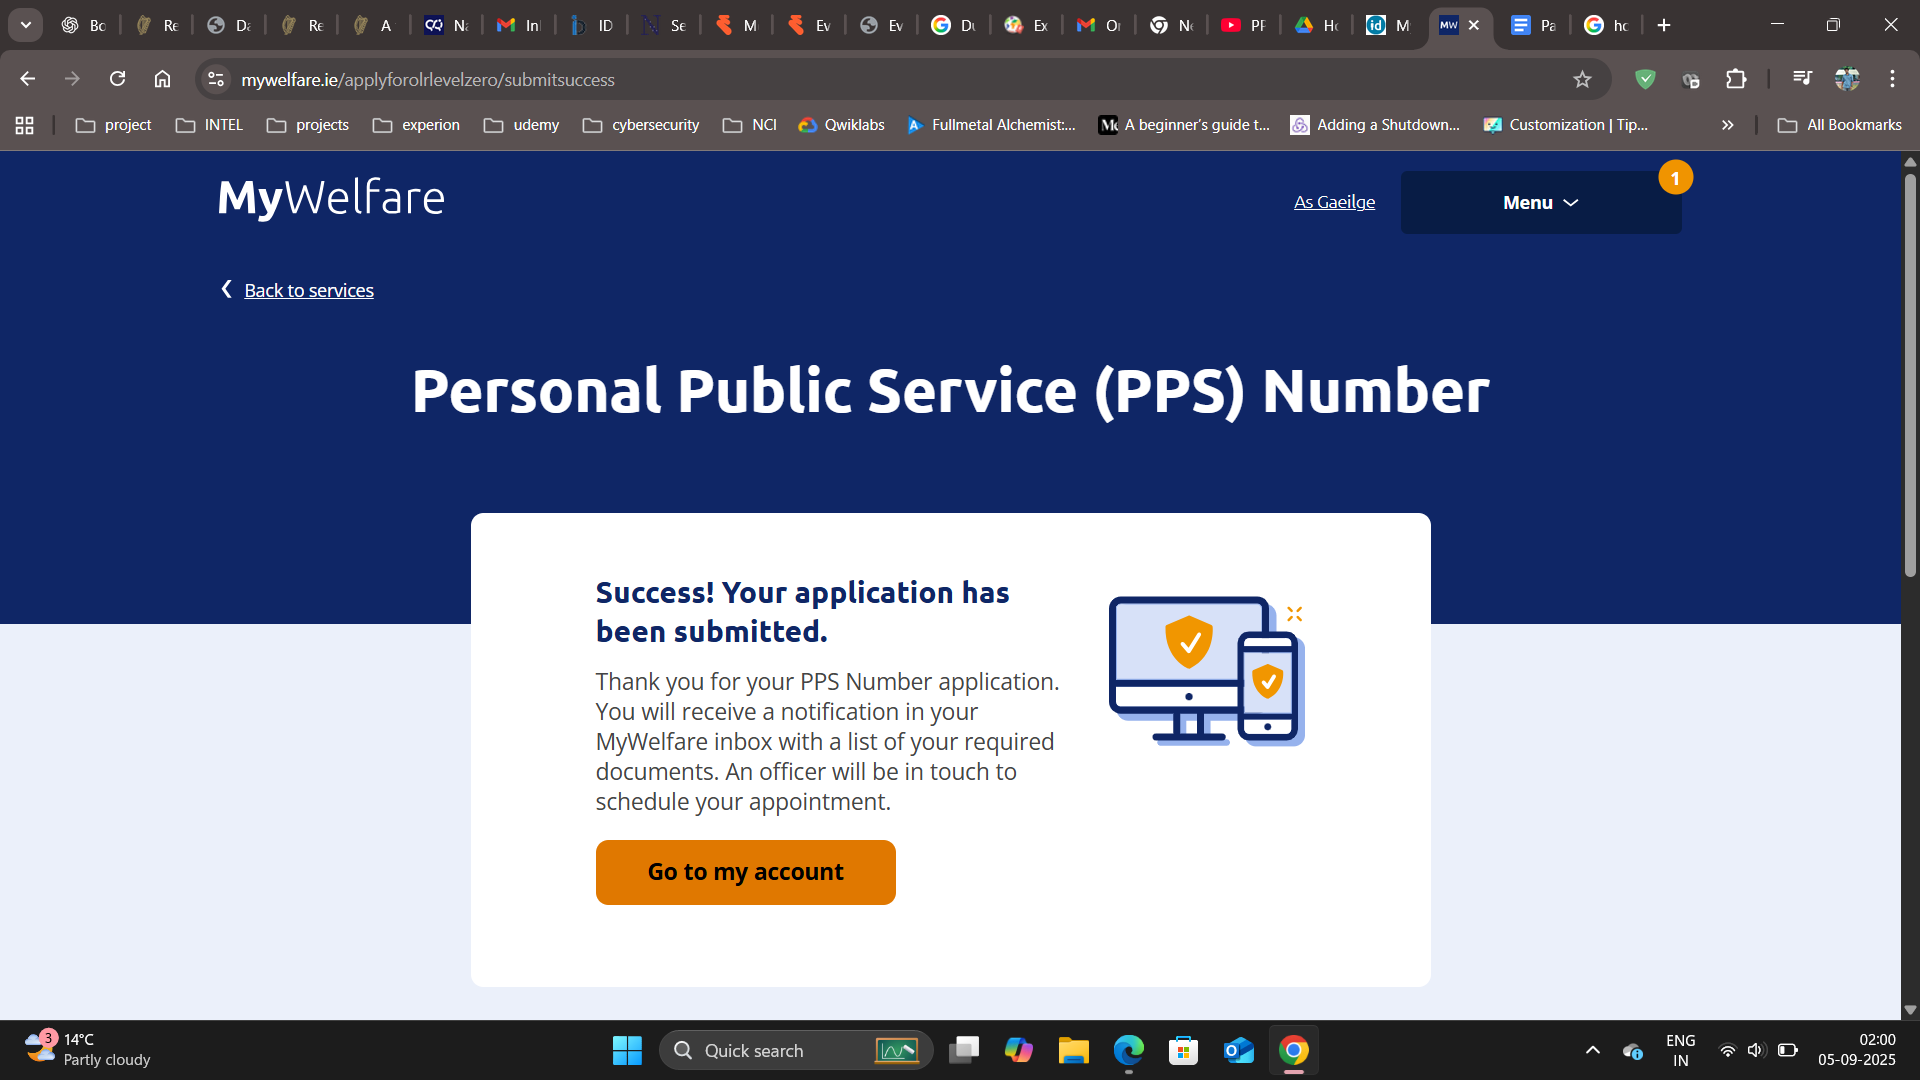 Bo
Re
Da
Re
A
Na
In
ID
Se
M
Ev
Ev
Du
Ex
Or
Ne
PF
Ho
M
MW
Pa
ho
mywelfare.ie/applyforolrlevelzero/submitsuccess
project
INTEL
projects
experion
udemy
cybersecurity
NCI
Qwiklabs
Fullmetal Alchemist:...
A beginner's guide t...
Adding a Shutdown...
Customization | Tip...
All Bookmarks
MyWelfare
As Gaeilge
Menu
1
Back to services
Personal Public Service (PPS) Number
Success! Your application has
been submitted.
Thank you for your PPS Number application.
You will receive a notification in your
MyWelfare inbox with a list of your required
documents. An officer will be in touch to
schedule your appointment.
Go to my account
3
14°C
Partly cloudy
Quick search
ENG
IN
02:00
05-09-2025